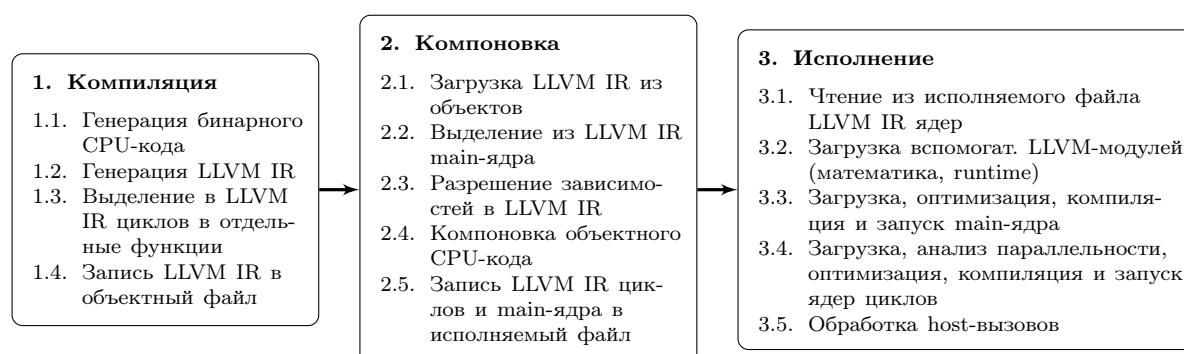 1. Компиляция
1.1. Генерация бинарного
CPU-кода
1.2. Генерация LLVM IR
1.3. Выделение в LLVM
IR циклов в отдель-
ные функции
1.4. Запись LLVM IR в
объектный файл
2. Компоновка
2.1. Загрузка LLVM IR из
объектов
2.2. Выделение из LLVM IR
main-ядра
2.3. Разрешение зависимо-
стей в LLVM IR
2.4. Компоновка объектного
CPU-кода
2.5. Запись LLVM IR цик-
лов и main-ядра в
исполняемый файл
3. Исполнение
3.1. Чтение из исполняемого файла
LLVM IR ядер
3.2. Загрузка вспомогат. LLVM-модулей
(математика, runtime)
3.3. Загрузка, оптимизация, компиля-
ция и запуск main-ядра
3.4. Загрузка, анализ параллельности,
оптимизация, компиляция и запуск
ядер циклов
3.5. Обработка host-вызовов